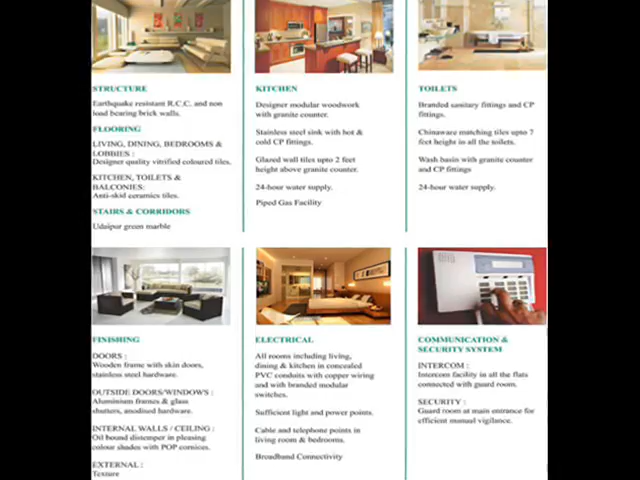 STRUCTURE
Earthquake resistant R.C.C. and non
load bearing brick walls.
FLOORING
LIVING, DINING, BEDROOMS &
LOBBIES :
Designer quality vitrified coloured tiles.
KITCHEN, TOILETS &
BALCONIES:
Anti-skid ceramics tiles.
STAIRS & CORRIDORS
Udaipur green marble
KITCHEN
Designer modular woodwork
with granite counter.
Stainless steel sink with hot &
cold CP fittings.
Glazed wall tiles upto 2 feet
height above granite counter.
24-hour water supply.
Piped Gas Facility
TOILETS
Branded sanitary fittings and CP
fittings.
Chinaware matching tiles upto 7
feet height in all the toilets.
Wash basin with granite counter
and CP fittings
24-hour water supply.
FINISHING
DOORS :
Wooden frame with skin doors,
stainless steel hardware.
OUTSIDE DOORS/WINDOWS :
Aluminium frames & glass
shutters, anodised hardware.
INTERNAL WALLS / CEILING :
Oil bound distemper in pleasing
colour shades with POP cornices.
EXTERNAL :
Texture
ELECTRICAL
All rooms including living,
dining & kitchen in concealed
PVC conduits with copper wiring
and with branded modular
switches.
Sufficient light and power points.
Cable and telephone points in
living room & bedrooms.
Broadband Connectivity
COMMUNICATION &
SECURITY SYSTEM
INTERCOM :
Intercom facility in all the flats
connected with guard room.
SECURITY :
Guard room at main entrance for
efficient manual vigilance.